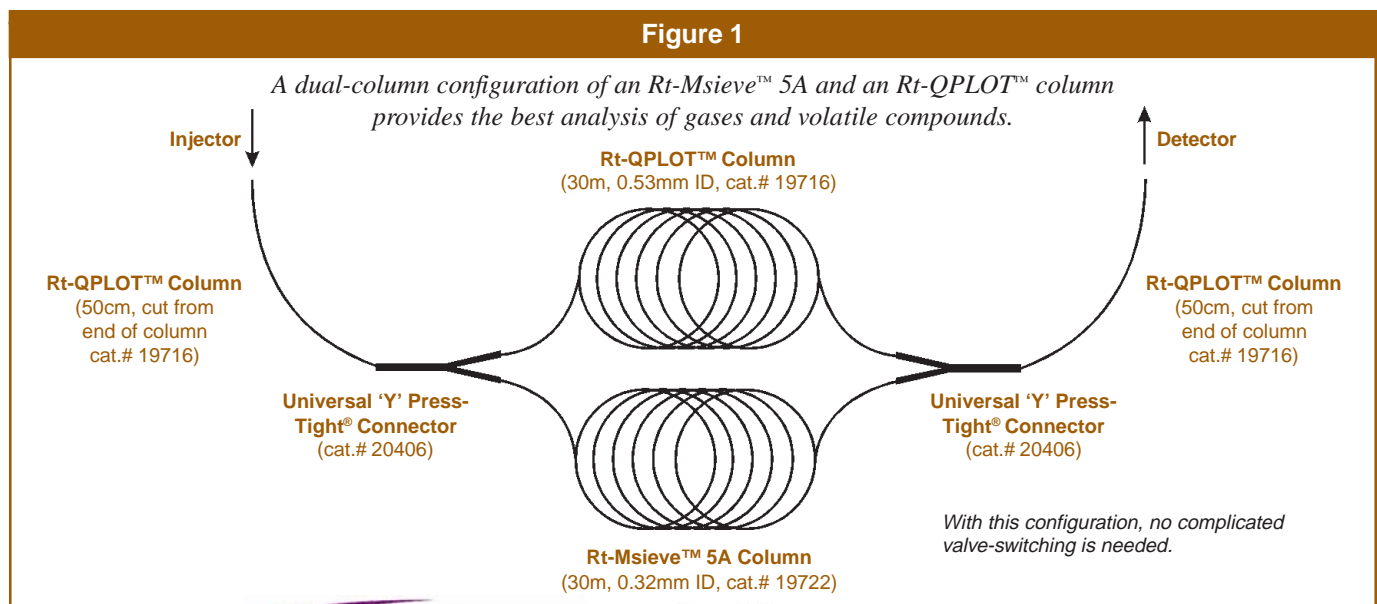 Figure 1
A dual-column configuration of an Rt-Msieve™ 5A and an Rt-QPLOT™ column
provides the best analysis of gases and volatile compounds.
Injector
Detector
Rt-QPLOT™ Column
(30m, 0.53mm ID, cat.# 19716)
Rt-QPLOT™ Column
(50cm, cut from
end of column
cat.# 19716)
Rt-QPLOT™ Column
(50cm, cut from
end of column
cat.# 19716)
Universal ‘Y’ Press-
Tight® Connector
(cat.# 20406)
Universal ‘Y’ Press-
Tight® Connector
(cat.# 20406)
With this configuration, no complicated
valve-switching is needed.
Rt-Msieve™ 5A Column
(30m, 0.32mm ID, cat.# 19722)